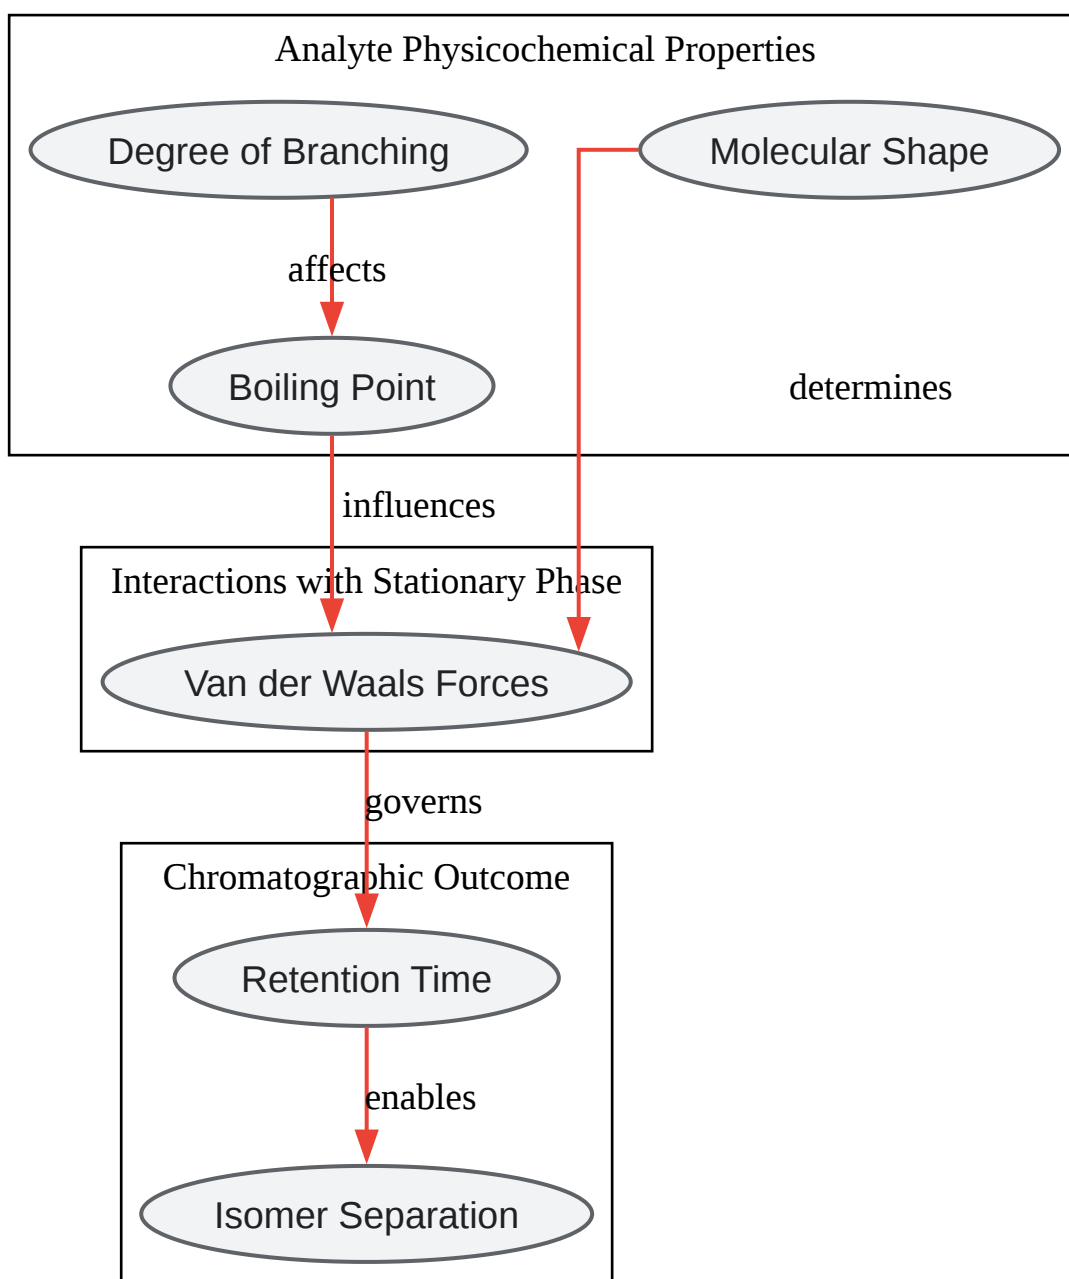 Analyte Physicochemical Properties
Degree of Branching
Molecular Shape
affects
Boiling Point
determines
influences
Interactions with Stationary Phase
Van der Waals Forces
governs
Chromatographic Outcome
Retention Time
enables
Isomer Separation